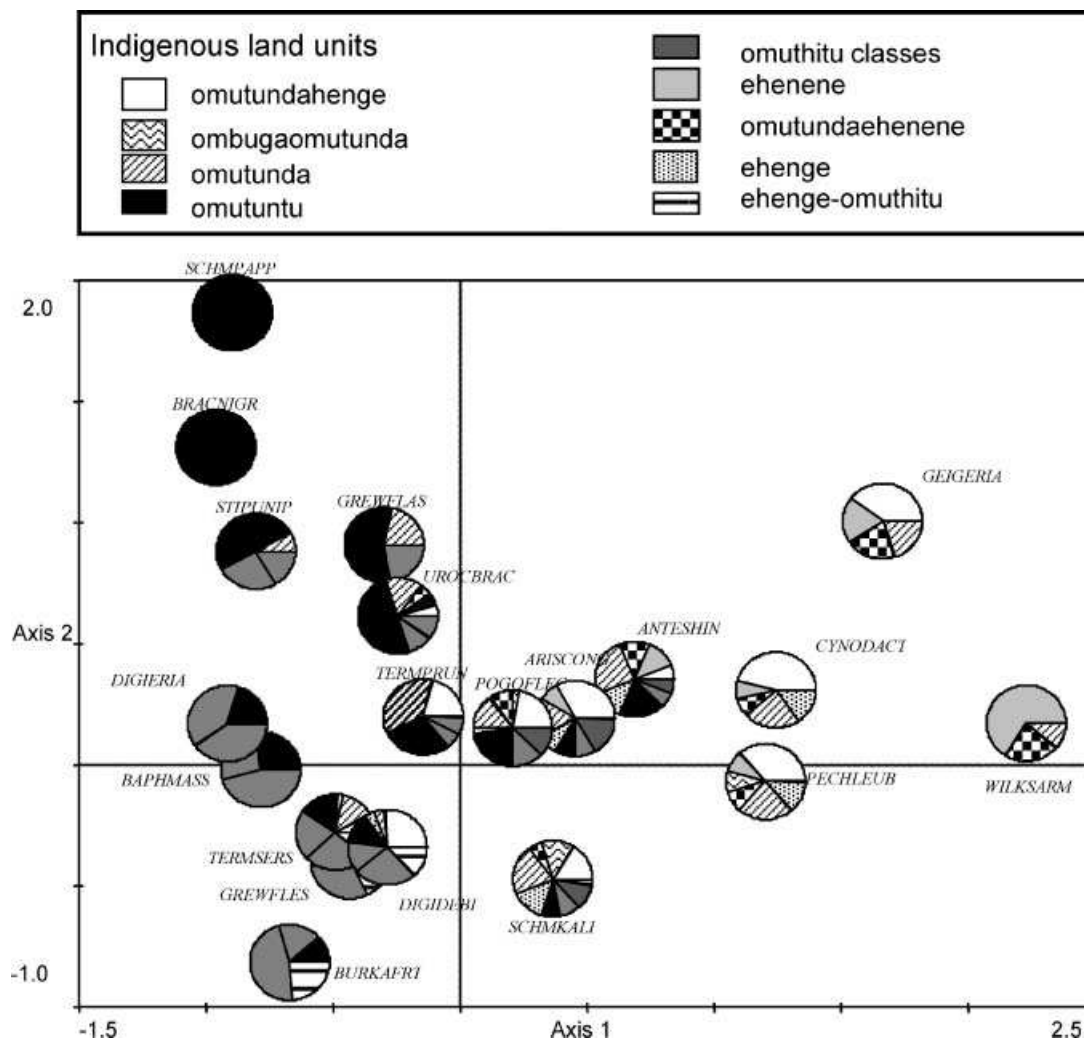 Indigenous land units
omutundahenge
ombugaomutunda
omutunda
omutuntu
omuthitu classes
ehenene
omutundaehenene
ehenge
ehenge-omuthitu
SCHMPAPP
2.0
BRACNIGR
GEIGERIA
STIPUNIP
GREWFLAS
UROCBRAC
Axis 2
ANTESHIN
CYNODACT
ARISCONG
TERMPRUN
POGOFLEC
DIGIERIA
BAPHMASS
PECHLEUB
WILKSARM
TERMSERS
GREWFLES
DIGIDEBI
SCHMKALI
BURKAFRI
-1.0
-1.5
Axis 1
2.5